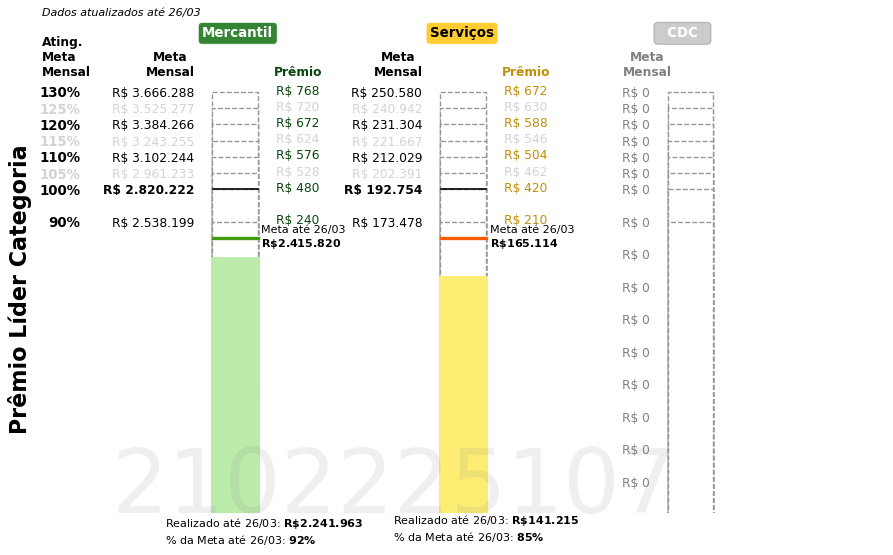 Dados atualizados até 26/03
Mercantil Serviços CDC
Ating. Meta Mensal Meta Mensal Prêmio Meta Mensal Prêmio Meta Mensal
130% R$ 3.666.288 R$ 768 R$ 250.580 R$ 672 R$ 0
125% R$ 3.525.277 R$ 720 R$ 240.942 R$ 630 R$ 0
120% R$ 3.384.266 R$ 672 R$ 231.304 R$ 588 R$ 0
115% R$ 3.243.255 R$ 624 R$ 221.667 R$ 546 R$ 0
110% R$ 3.102.244 R$ 576 R$ 212.029 R$ 504 R$ 0
105% R$ 2.961.233 R$ 528 R$ 202.391 R$ 462 R$ 0
100% R$ 2.820.222 R$ 480 R$ 192.754 R$ 420 R$ 0
90% R$ 2.538.199 R$ 240 R$ 173.478 R$ 210 R$ 0
Meta até 26/03 Meta até 26/03
R$2.415.820 R$165.114
R$ 0
R$ 0
R$ 0
R$ 0
R$ 0
R$ 0
R$ 0
R$ 0
Prêmio Líder Categoria
2102225107
Realizado até 26/03: R$2.241.963 Realizado até 26/03: R$141.215
% da Meta até 26/03: 92% % da Meta até 26/03: 85%